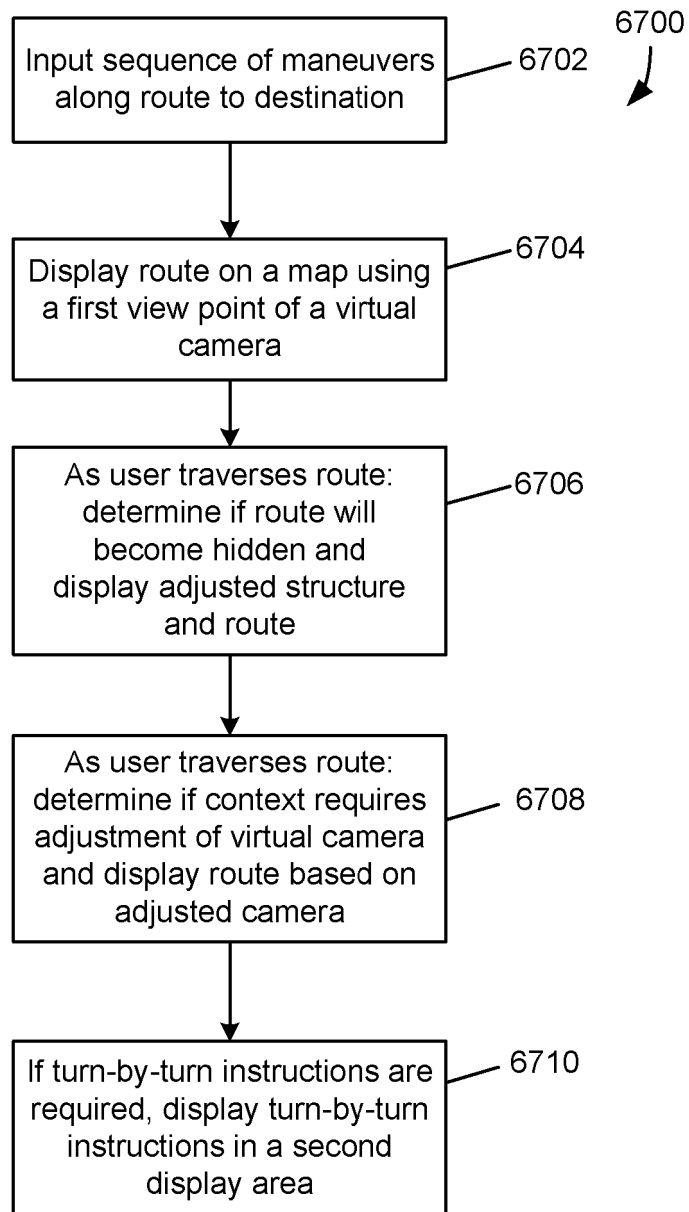 6700
Input sequence of maneuvers
along route to destination
6702
Display route on a map using
a first view point of a virtual
camera
6704
As user traverses route:
determine if route will
become hidden and
display adjusted structure
and route
6706
As user traverses route:
determine if context requires
adjustment of virtual camera
and display route based on
adjusted camera
6708
If turn-by-turn instructions are
required, display turn-by-turn
instructions in a second
display area
6710